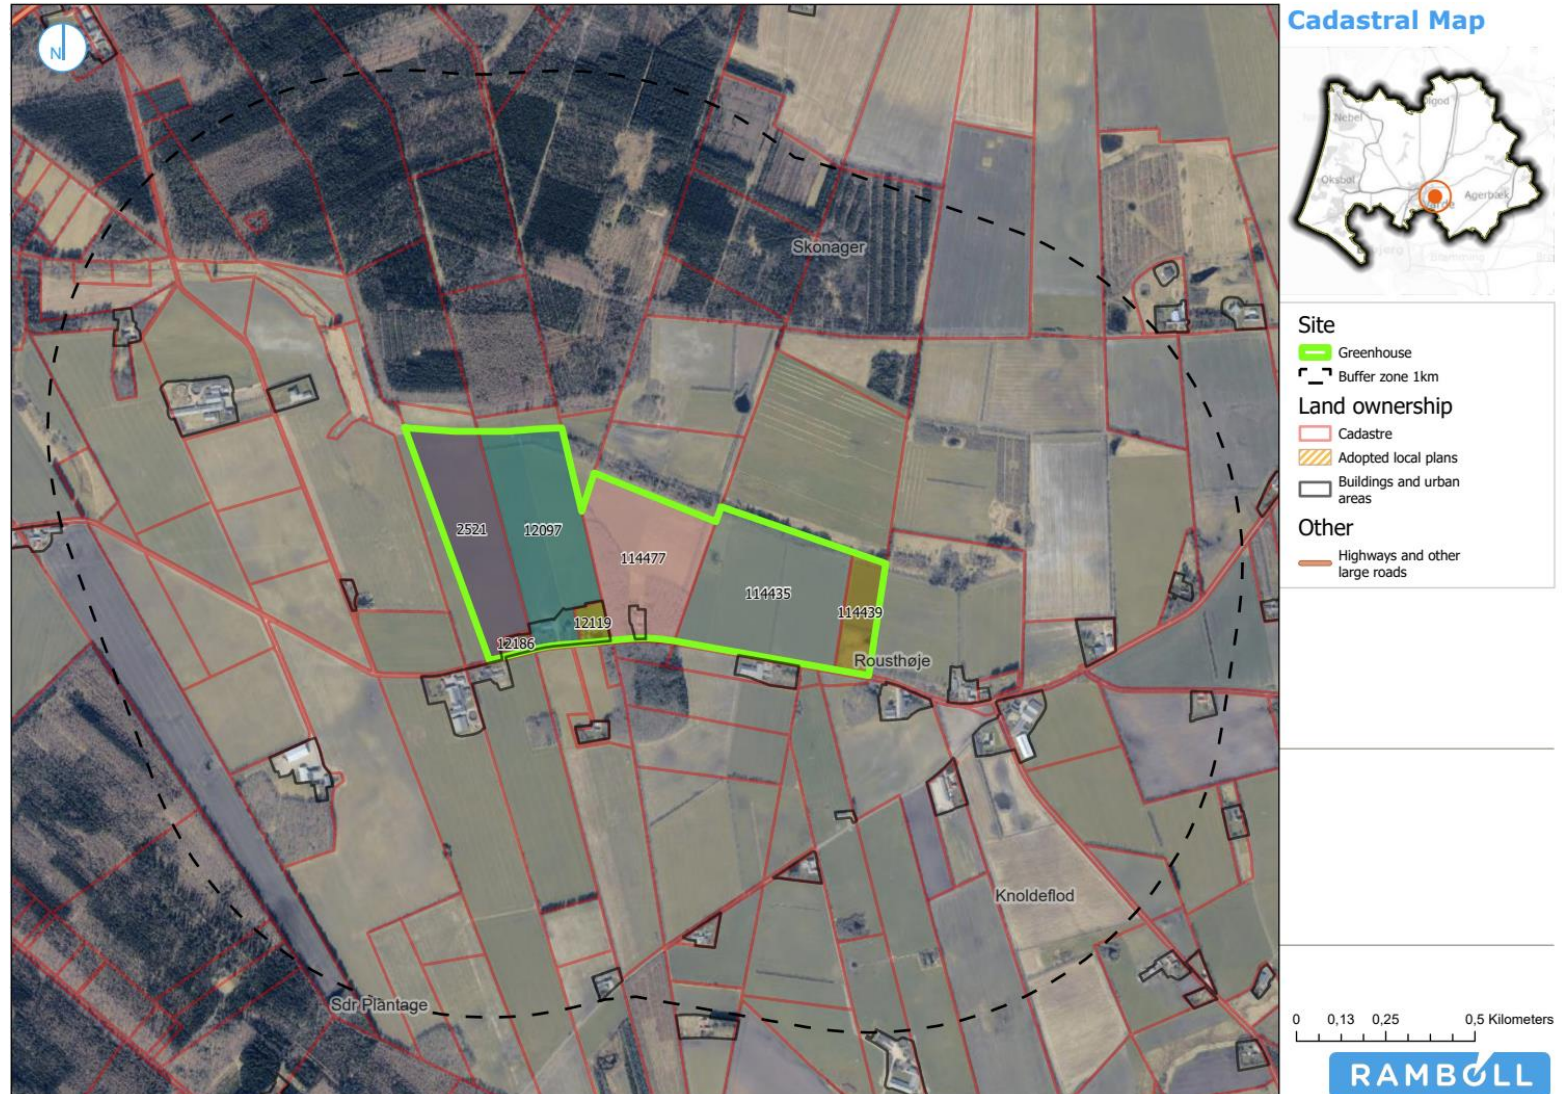 Cadastral Map
N
Nebel
Oksbøl
Agerbæk
Skonager
2521
12097
114477
114435
114439
12119
12186
Rousthøje
Knoldeflod
Sdr Plantage
Site
Greenhouse
Buffer zone 1km
Land ownership
Cadastre
Adopted local plans
Buildings and urban
areas
Other
Highways and other
large roads
0 0,13 0,25 0,5 Kilometers
RAMBOLL